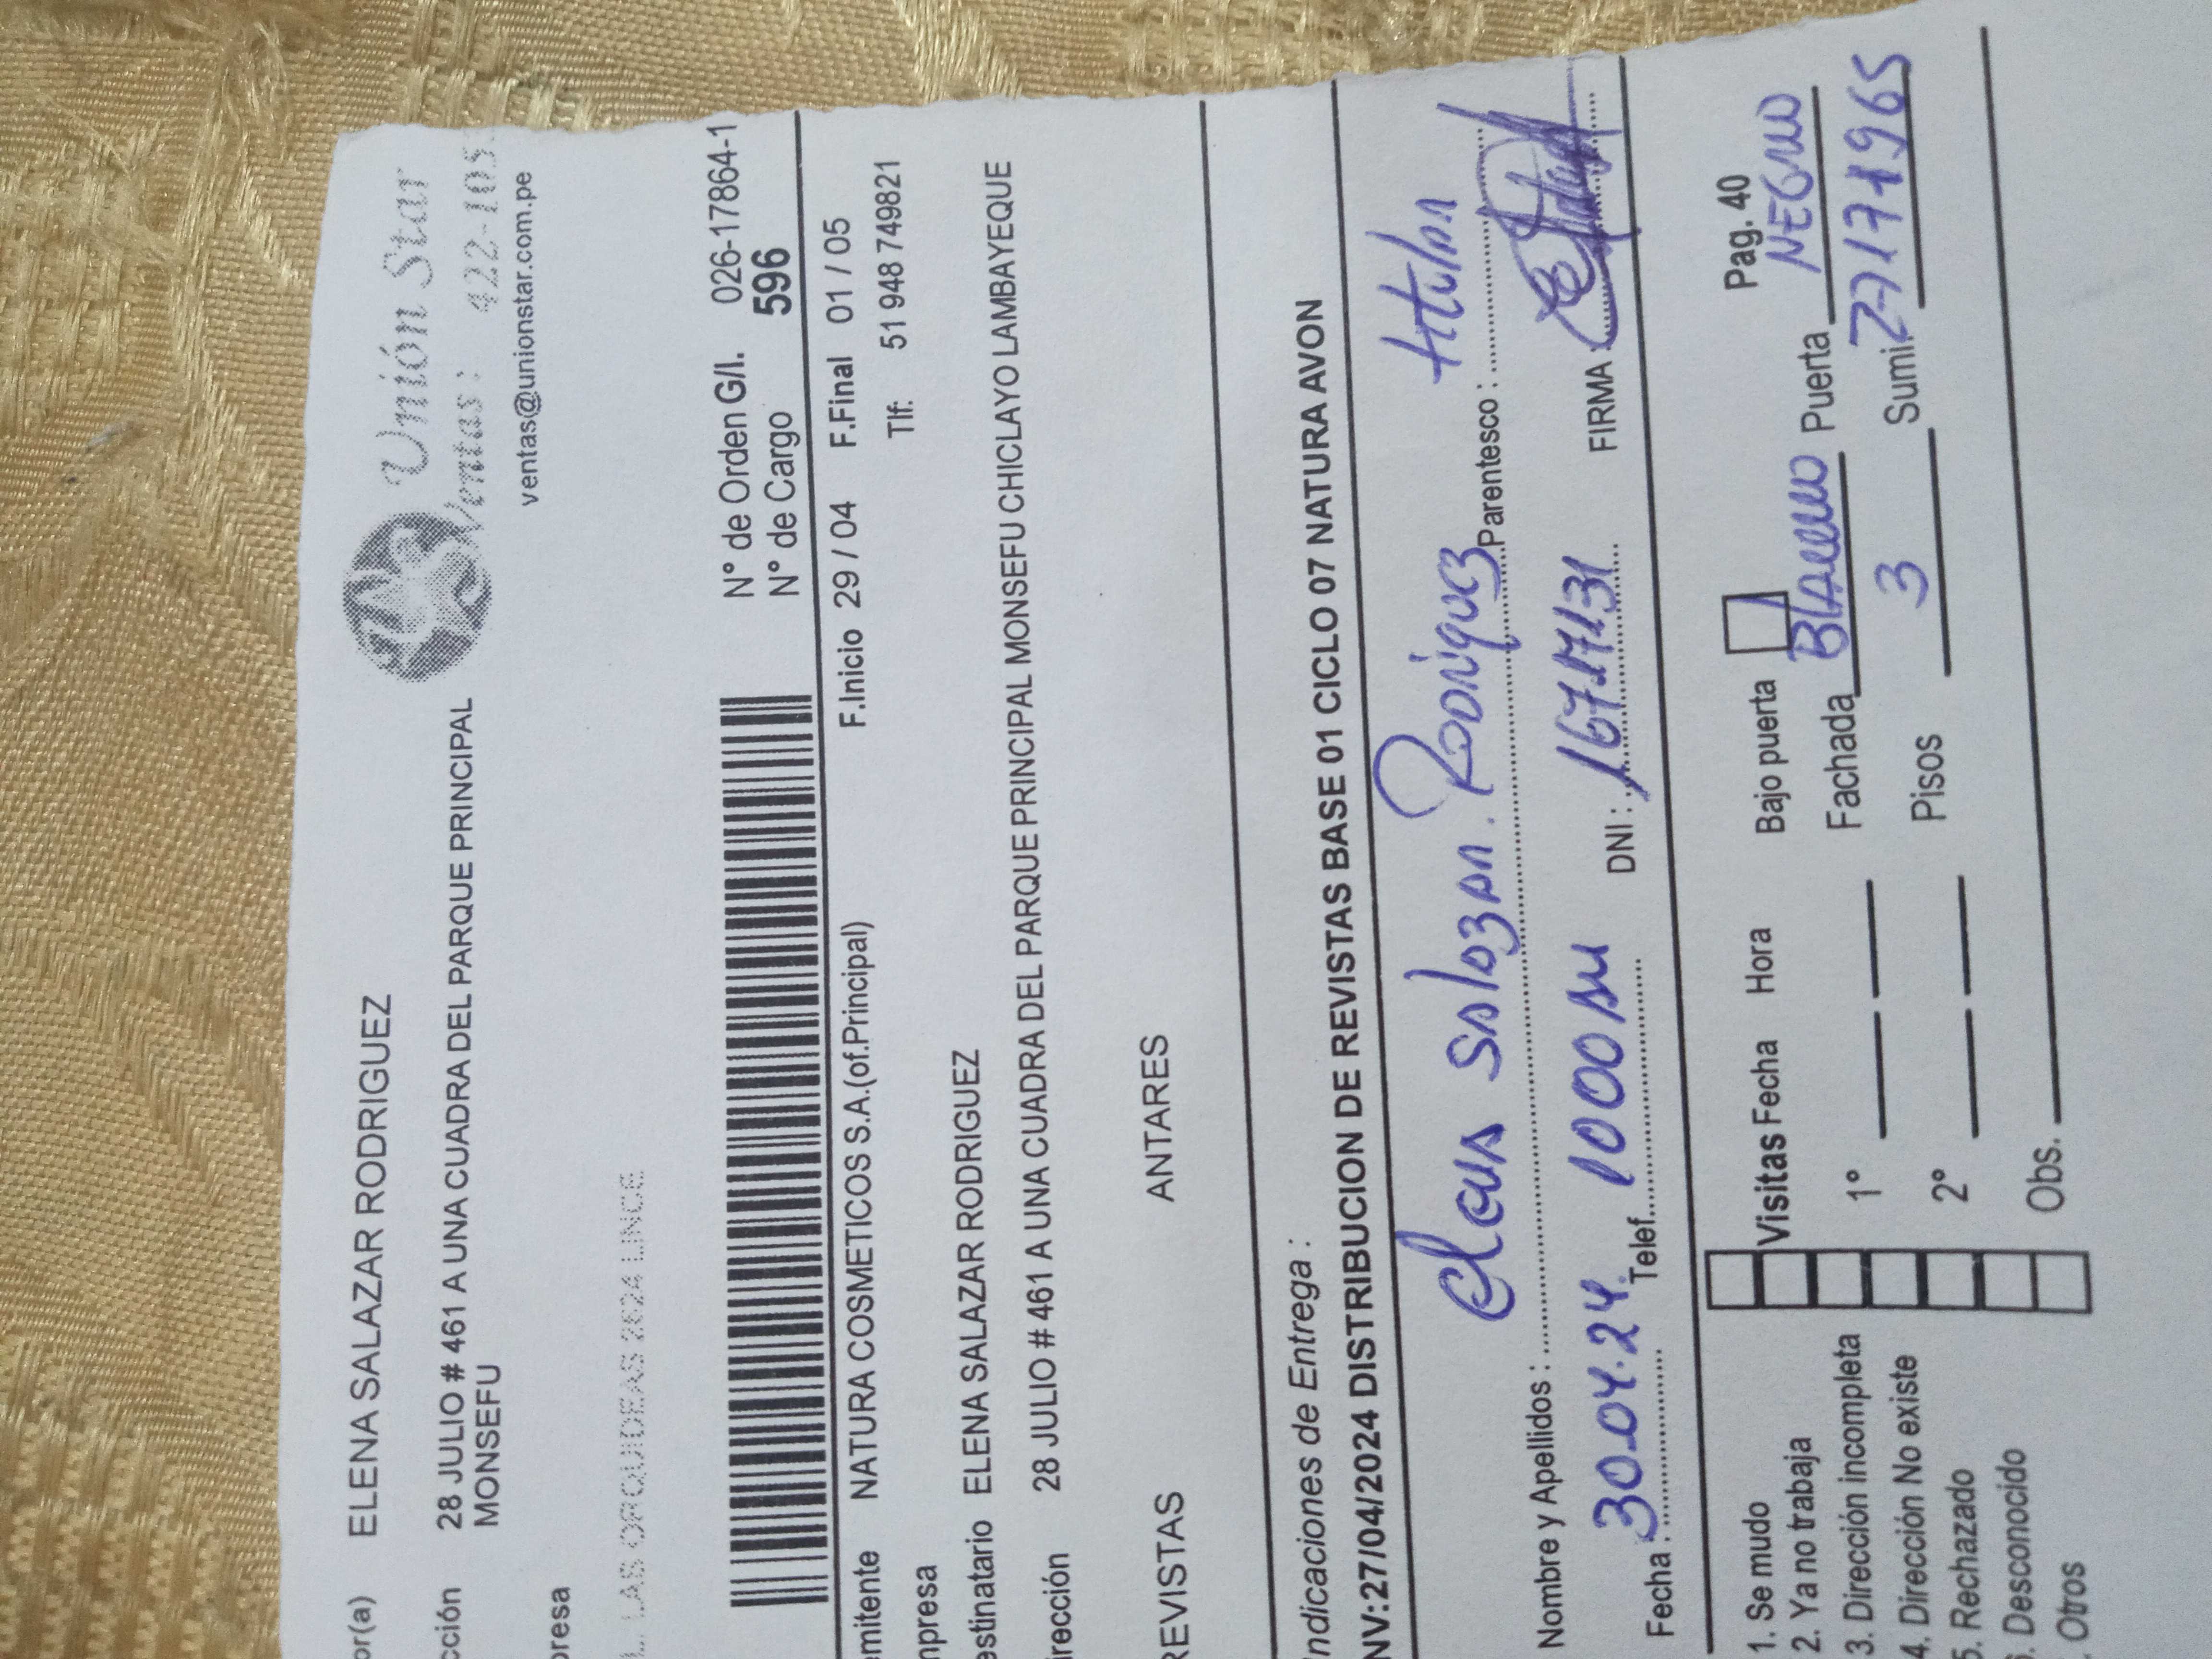 or(a) ELENA SALAZAR RODRIGUEZ
cción 28 JULIO # 461 A UNA CUADRA DEL PARQUE PRINCIPAL
MONSEFU
presa
LAS ORQUIDEAS 2624 LINCE
Unión Star
Ventas: 422-105
ventas@unionstar.com.pe
N° de Orden G/I. 026-17864-1
N° de Cargo 596
emitente NATURA COSMETICOS S.A.(of.Principal) F.Inicio 29 / 04 F.Final 01 / 05
mpresa Tlf: 51 948 749821
estinatario ELENA SALAZAR RODRIGUEZ
irección 28 JULIO # 461 A UNA CUADRA DEL PARQUE PRINCIPAL MONSEFU CHICLAYO LAMBAYEQUE
REVISTAS ANTARES
Indicaciones de Entrega :
NV:27/04/2024 DISTRIBUCION DE REVISTAS BASE 01 CICLO 07 NATURA AVON
Nombre y Apellidos : Elena Salazar Rodriguez Parentesco : titular
Fecha : 30.04.24. Telef. DNI : FIRMA :
Pag. 40
1. Se mudo Visitas Fecha Hora Bajo puerta
2. Ya no trabaja 1° Fachada Blanco Puerta NEGRO
3. Dirección incompleta
4. Dirección No existe 2° Pisos 3 Sumi.
5. Rechazado
. Desconocido Obs.
. Otros